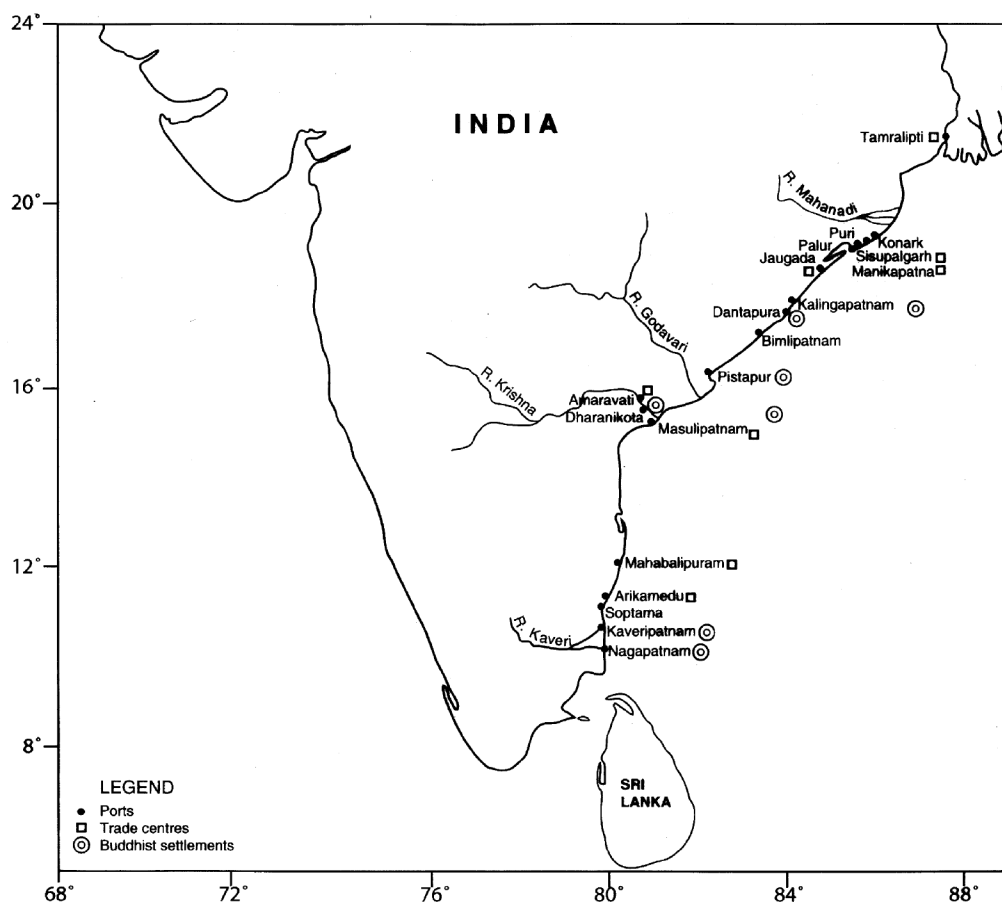 24°
INDIA
Tamralipti
20°
R. Mahanadi
Puri
Konark
Palur
Sisupalgarh
Jaugada
Manikapatna
Kalingapatnam
Dantapura
R. Godavari
Bimlipatnam
Pistapur
16°
R. Krishna
Amaravati
Dharanikota
Masulipatnam
12°
Mahabalipuram
Arikamedu
Soptama
R. Kaveri
Kaveripatnam
Nagapatnam
8°
SRI
LANKA
LEGEND
Ports
Trade centres
Buddhist settlements
68°
72°
76°
80°
84°
88°